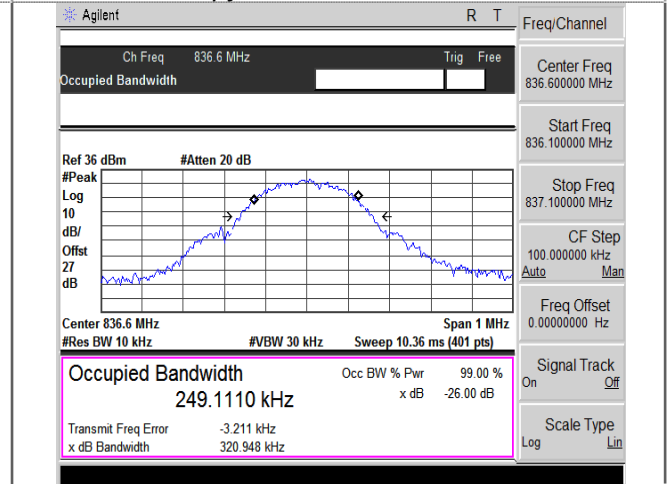 Agilent R T
Ch Freq 836.6 MHz Trig Free
Occupied Bandwidth
Ref 36 dBm #Atten 20 dB
#Peak
Log
10
dB/
Offst
27
dB
Center 836.6 MHz Span 1 MHz
#Res BW 10 kHz #VBW 30 kHz Sweep 10.36 ms (401 pts)
Occupied Bandwidth Occ BW % Pwr 99.00 %
249.1110 kHz x dB -26.00 dB
Transmit Freq Error -3.211 kHz
x dB Bandwidth 320.948 kHz
Freq/Channel
Center Freq
836.600000 MHz
Start Freq
836.100000 MHz
Stop Freq
837.100000 MHz
CF Step
100.000000 kHz
Auto Man
Freq Offset
0.00000000 Hz
Signal Track
On Off
Scale Type
Log Lin